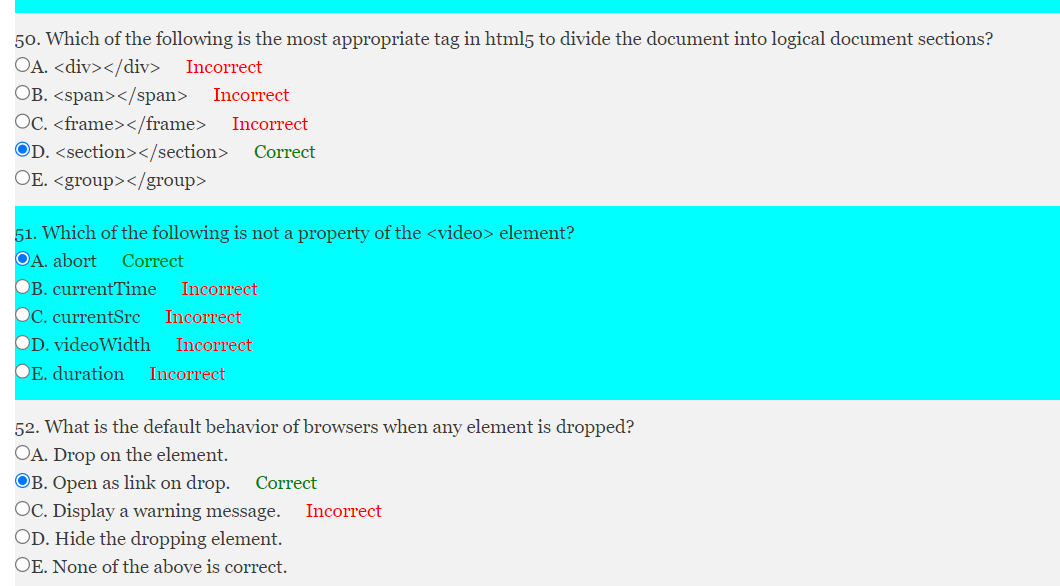 50. Which of the following is the most appropriate tag in html5 to divide the document into logical document sections?
A. <div></div> Incorrect
B. <span></span> Incorrect
C. <frame></frame> Incorrect
D. <section></section> Correct
E. <group></group>
51. Which of the following is not a property of the <video> element?
A. abort Correct
B. currentTime Incorrect
C. currentSrc Incorrect
D. videoWidth Incorrect
E. duration Incorrect
52. What is the default behavior of browsers when any element is dropped?
A. Drop on the element.
B. Open as link on drop. Correct
C. Display a warning message. Incorrect
D. Hide the dropping element.
E. None of the above is correct.